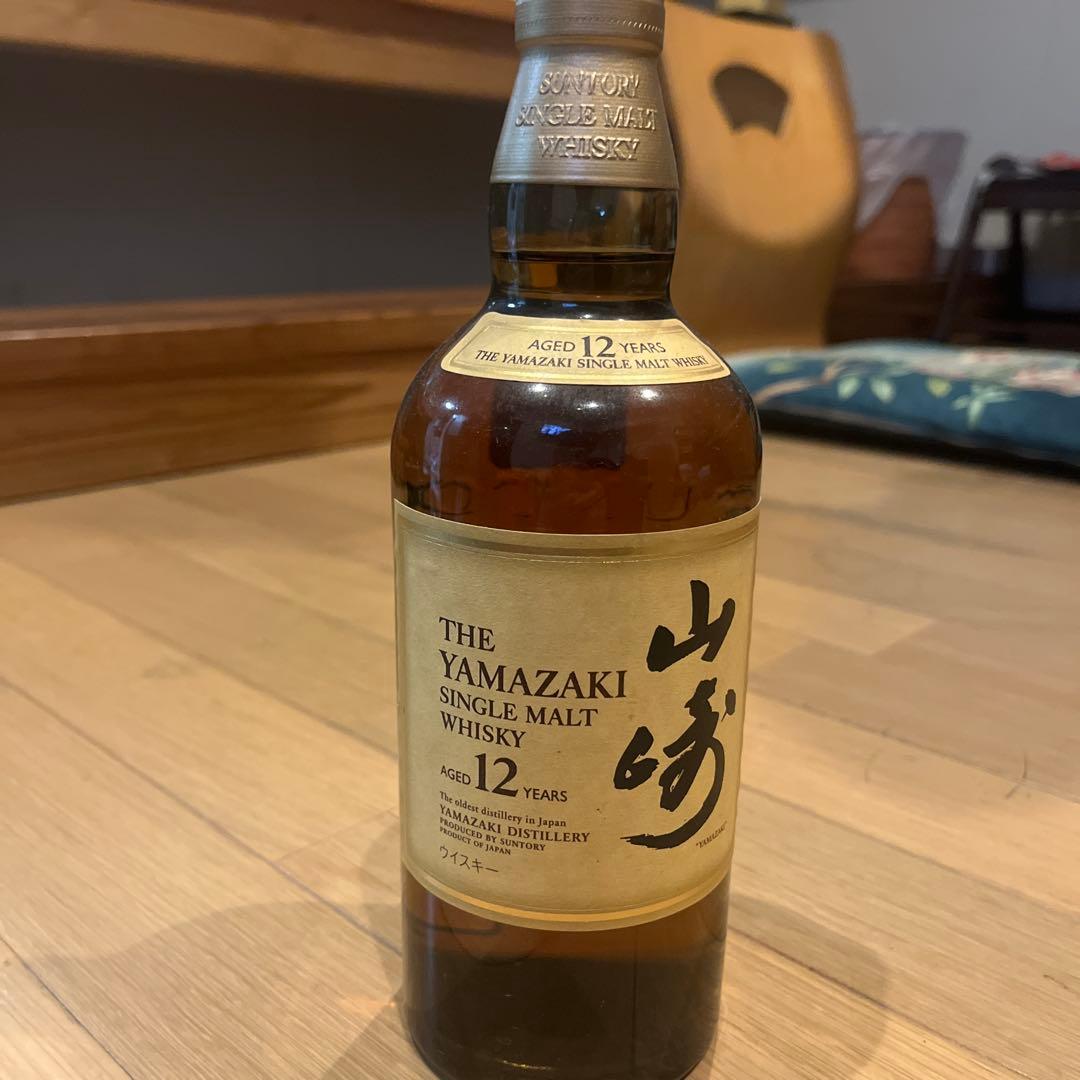 SUNTORY
SINGLE MALT
WHISKY
AGED 12 YEARS
THE YAMAZAKI SINGLE MALT WHISKY
THE
YAMAZAKI
SINGLE MALT
WHISKY
AGED 12 YEARS
The oldest distillery in Japan
YAMAZAKI DISTILLERY
PRODUCED BY SUNTORY
PRODUCT OF JAPAN
ウイスキー
山崎
"YAMAZAKI"